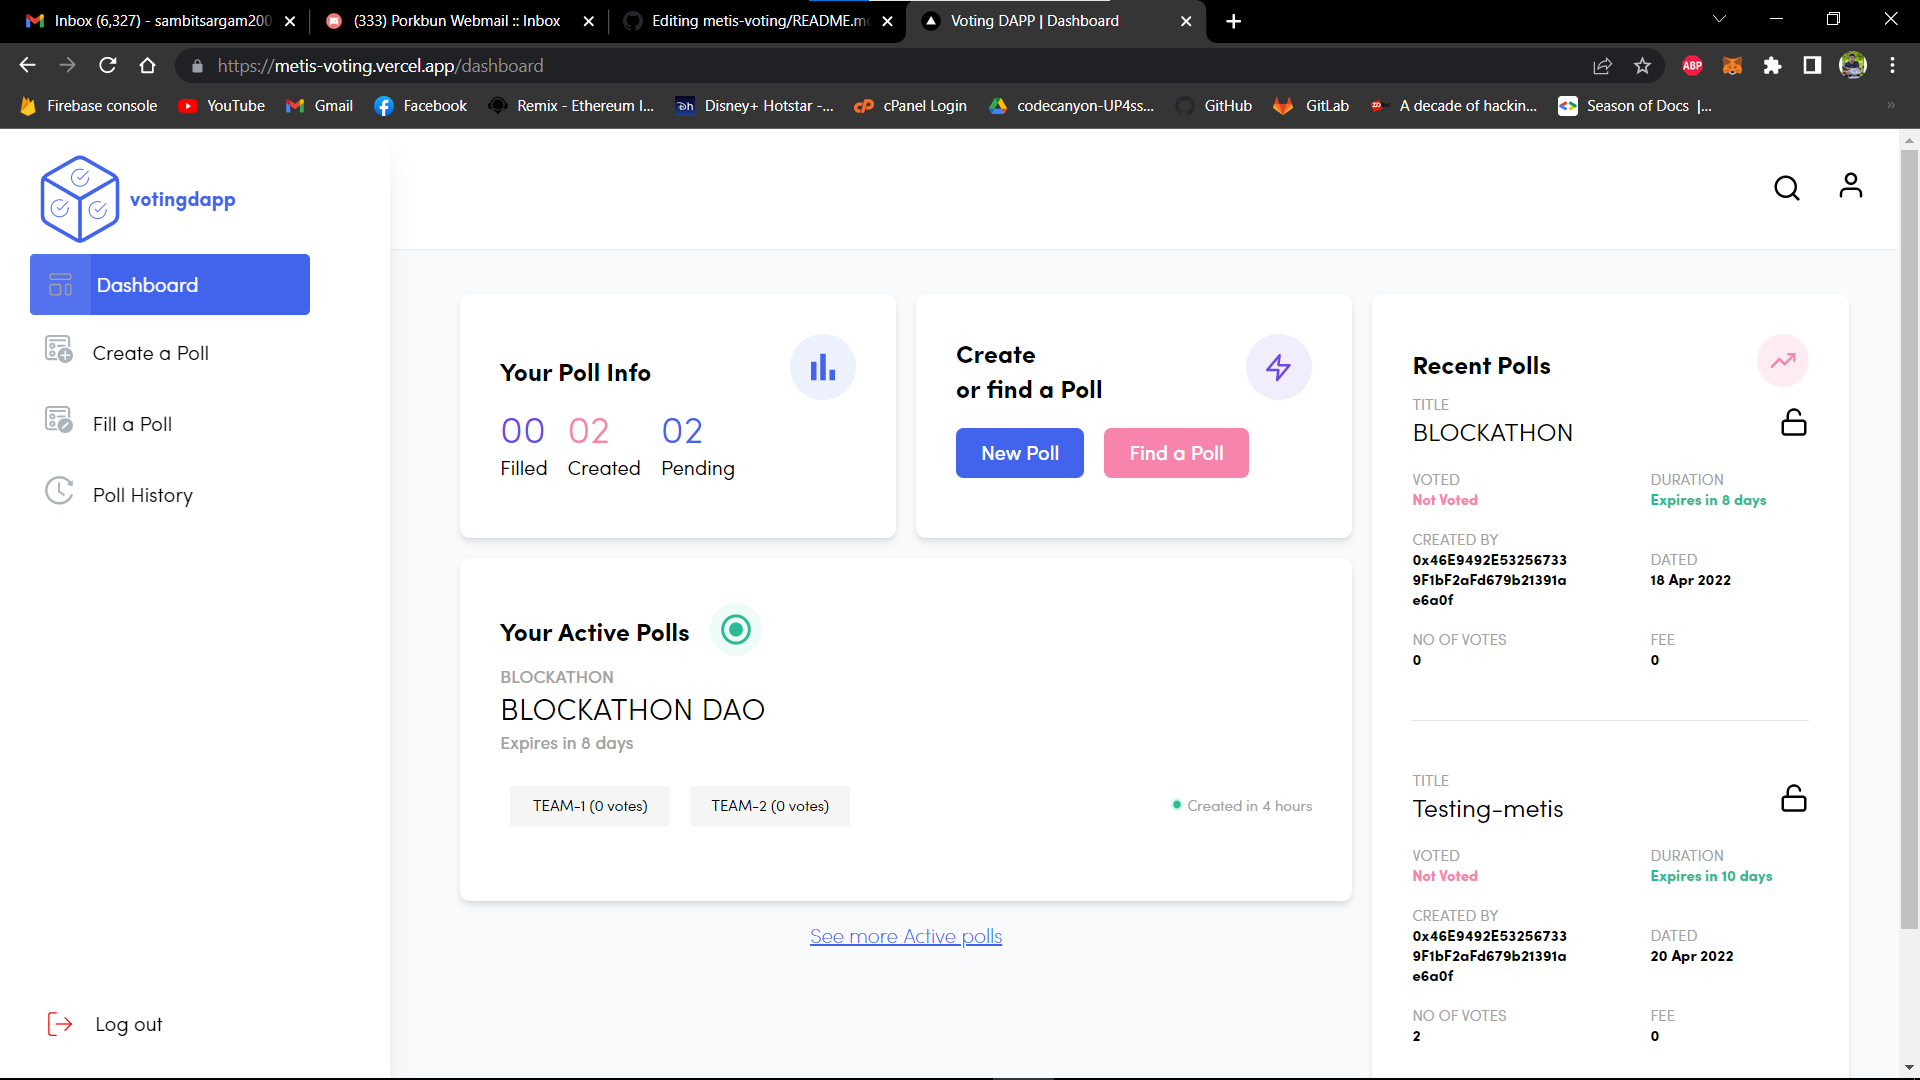 Inbox (6,327) - sambitsargam200
(333) Porkbun Webmail :: Inbox
Editing metis-voting/README.m
Voting DAPP | Dashboard
https://metis-voting.vercel.app/dashboard
ABP
Firebase console
YouTube
Gmail
Facebook
Remix - Ethereum I...
Disney+ Hotstar -...
cPanel Login
codecanyon-UP4ss...
GitHub
GitLab
A decade of hackin...
Season of Docs |...
votingdapp
Dashboard
Create a Poll
Fill a Poll
Poll History
Log out
Your Poll Info
00 02 02
Filled Created Pending
Create
or find a Poll
New Poll
Find a Poll
Your Active Polls
BLOCKATHON
BLOCKATHON DAO
Expires in 8 days
TEAM-1 (0 votes)
TEAM-2 (0 votes)
Created in 4 hours
See more Active polls
Recent Polls
TITLE
BLOCKATHON
VOTED
Not Voted
DURATION
Expires in 8 days
CREATED BY
0x46E9492E53256733
9F1bF2aFd679b21391a
e6a0f
DATED
18 Apr 2022
NO OF VOTES
0
FEE
0
TITLE
Testing-metis
VOTED
Not Voted
DURATION
Expires in 10 days
CREATED BY
0x46E9492E53256733
9F1bF2aFd679b21391a
e6a0f
DATED
20 Apr 2022
NO OF VOTES
2
FEE
0